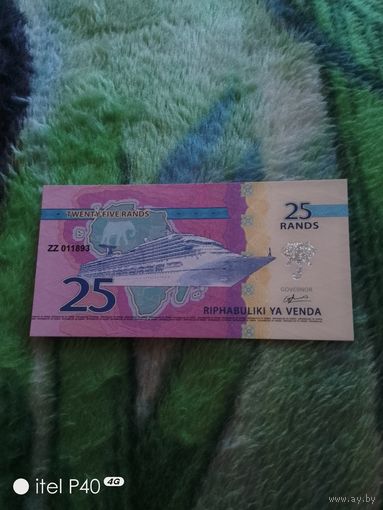 TWENTY FIVE RANDS
25
RANDS
ZZ 011893
GOVERNOR
25
RIPHABULIKI YA VENDA
itel P40 4G
www.ay.by